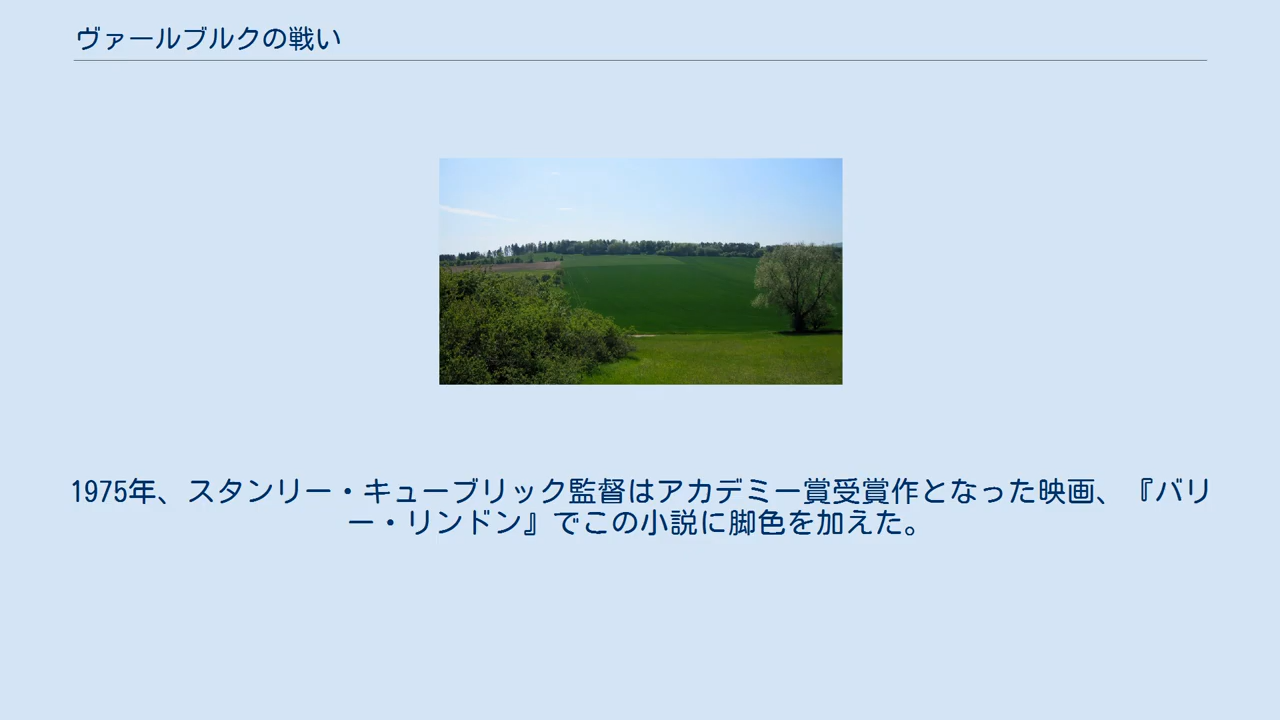 ヴァールブルクの戦い
1975年、スタンリー・キューブリック監督はアカデミー賞受賞作となった映画、『バリ
ー・リンドン』でこの小説に脚色を加えた。